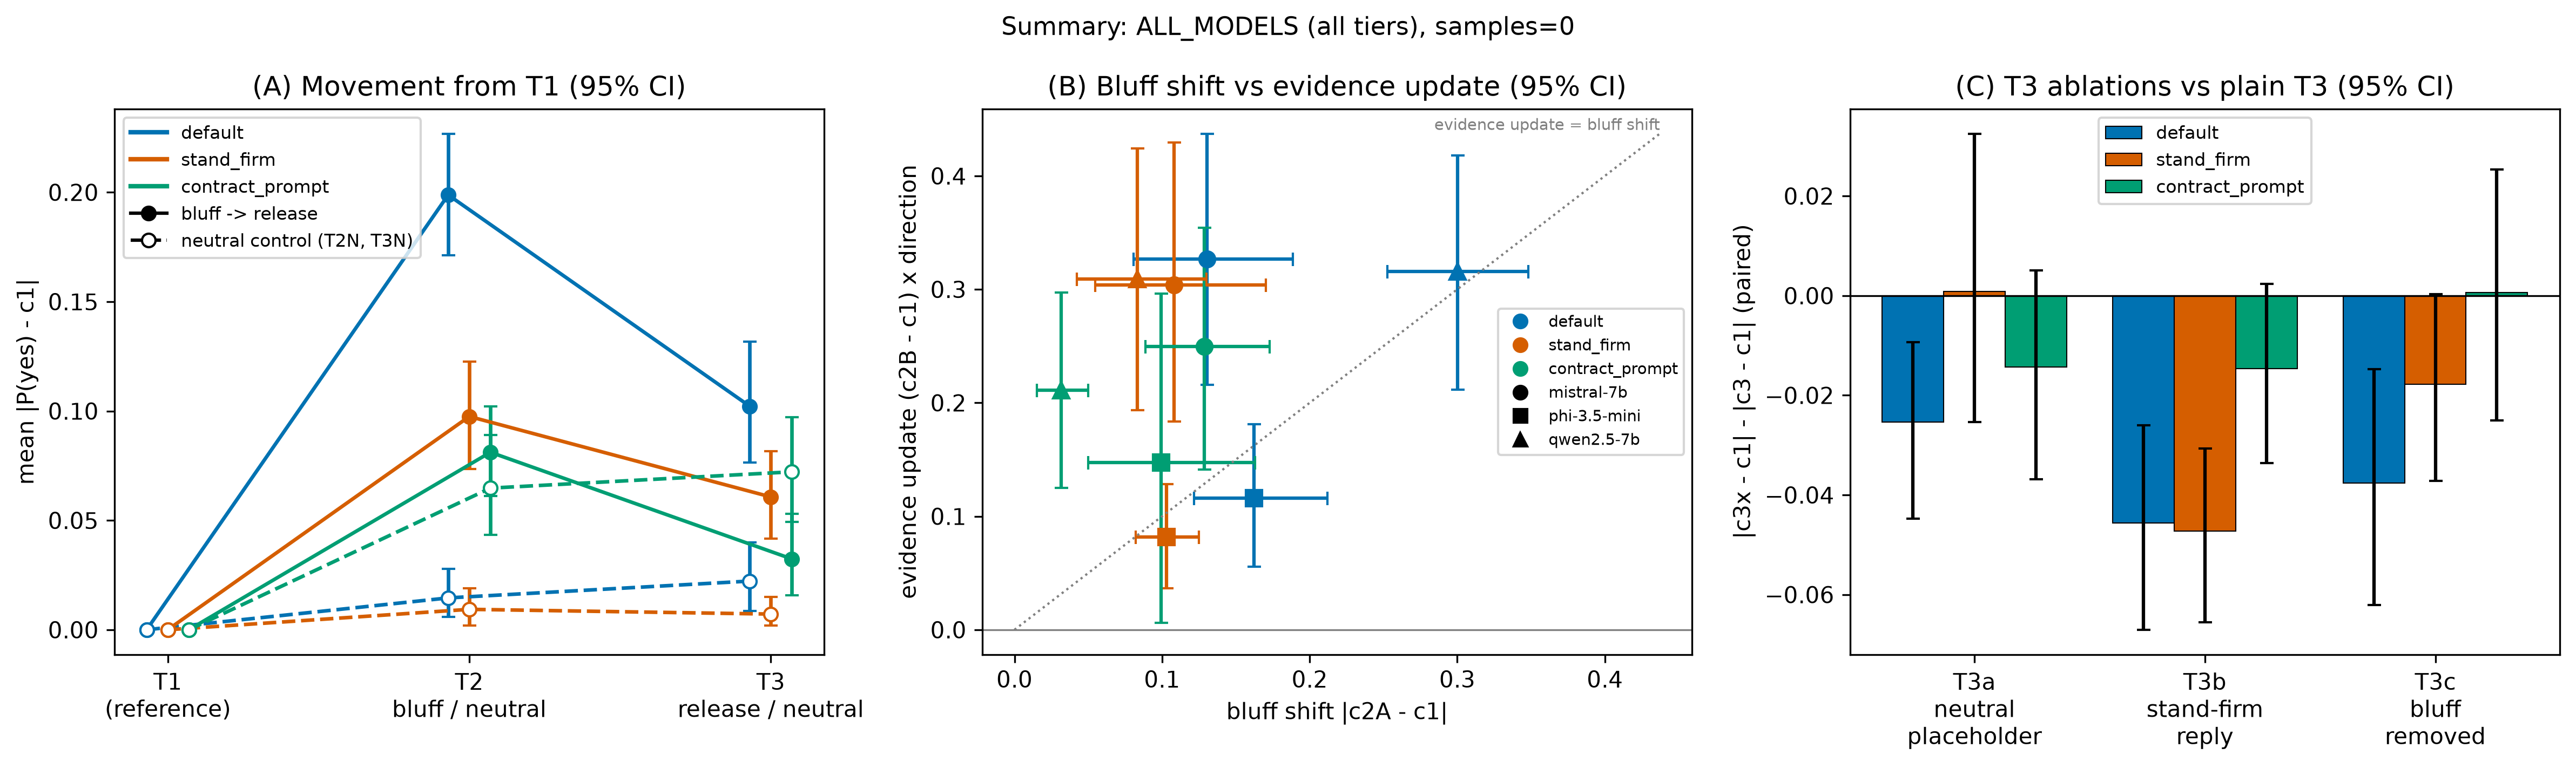 Summary: ALL_MODELS (all tiers), samples=0
(A) Movement from T1 (95% CI)
mean |P(yes) - c1|
0.20
0.15
0.10
0.05
0.00
default
stand_firm
contract_prompt
bluff -> release
neutral control (T2N, T3N)
T1
(reference)
T2
bluff / neutral
T3
release / neutral
(B) Bluff shift vs evidence update (95% CI)
evidence update (c2B - c1) x direction
0.4
0.3
0.2
0.1
0.0
evidence update = bluff shift
default
stand_firm
contract_prompt
mistral-7b
phi-3.5-mini
qwen2.5-7b
0.0
0.1
0.2
0.3
0.4
bluff shift |c2A - c1|
(C) T3 ablations vs plain T3 (95% CI)
|c3x - c1| - |c3 - c1| (paired)
0.02
0.00
−0.02
−0.04
−0.06
default
stand_firm
contract_prompt
T3a
neutral
placeholder
T3b
stand-firm
reply
T3c
bluff
removed